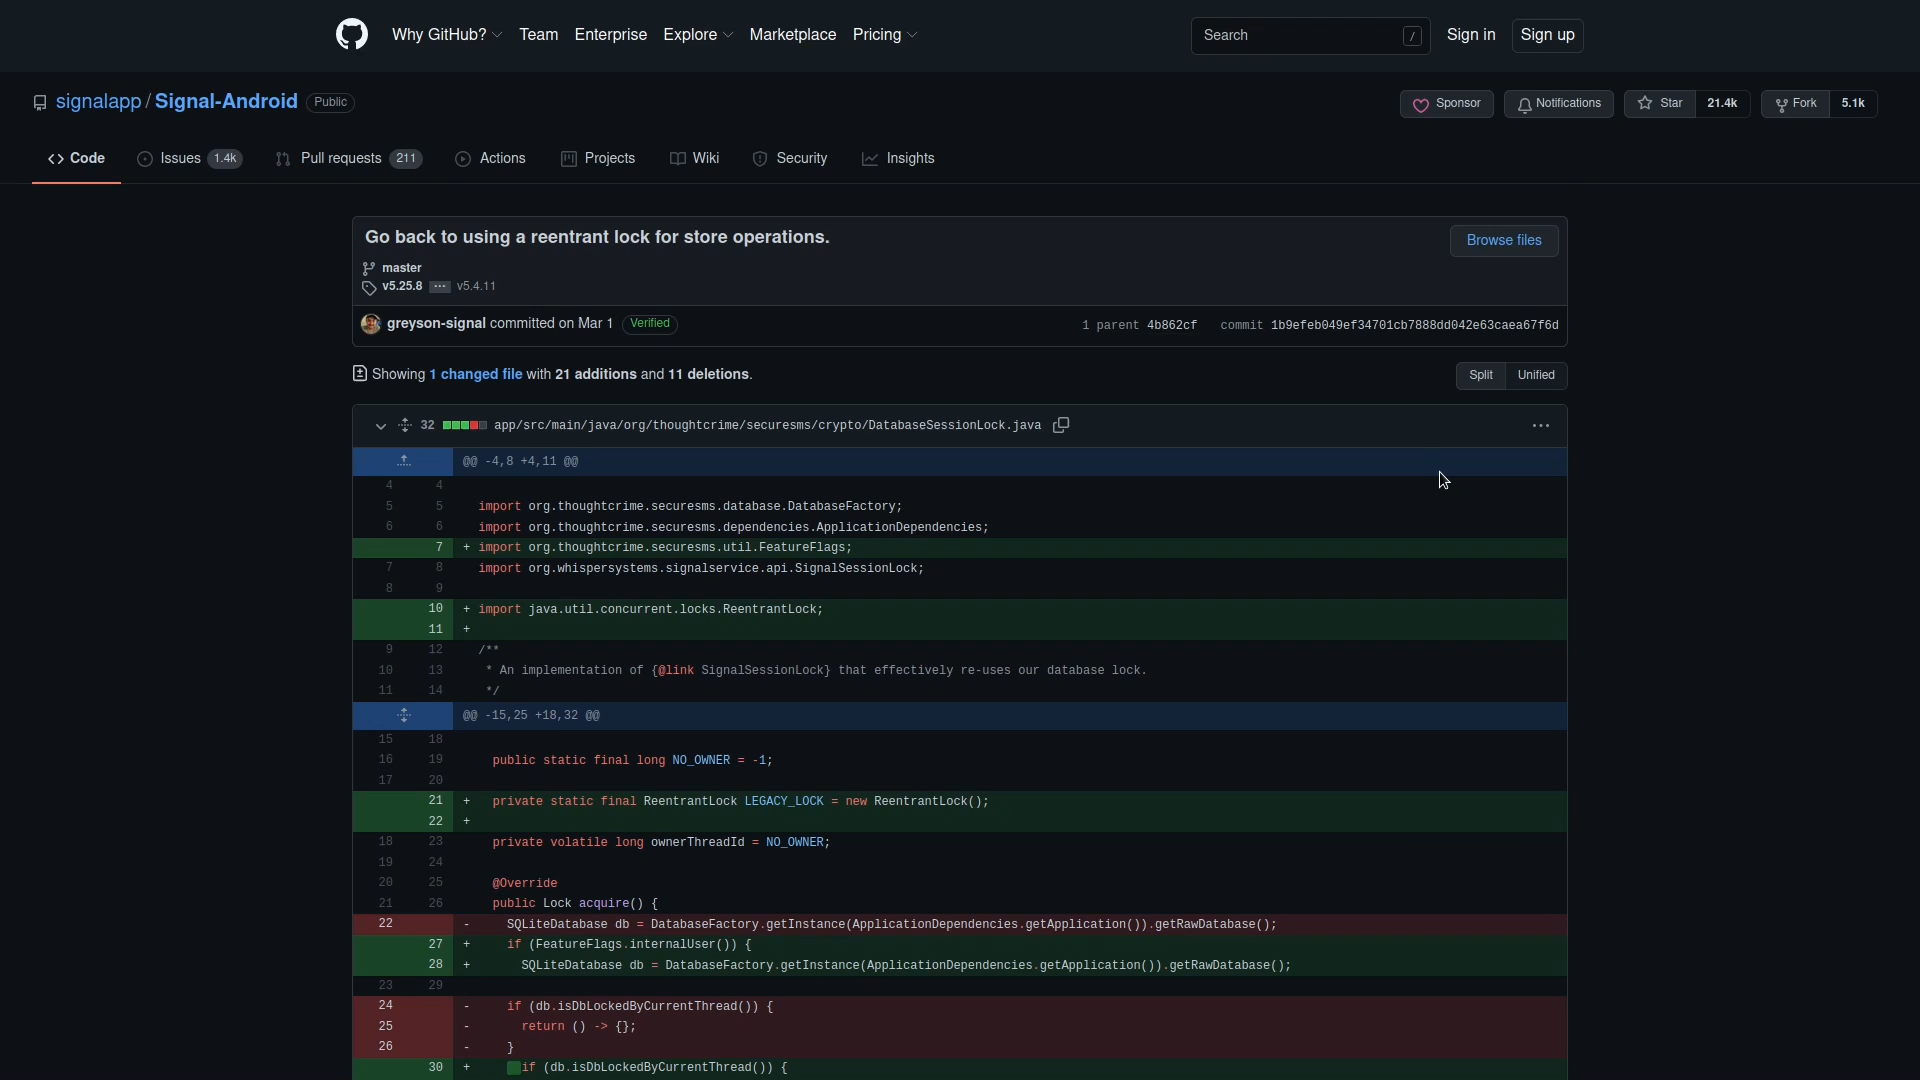 Why GitHub? Team Enterprise Explore Marketplace Pricing Search / Sign in Sign up
signalapp / Signal-Android Public Sponsor Notifications Star 21.4k Fork 5.1k
Code Issues 1.4k Pull requests 211 Actions Projects Wiki Security Insights
Go back to using a reentrant lock for store operations. Browse files
master
v5.25.8 ... v5.4.11
greyson-signal committed on Mar 1 Verified 1 parent 4b862cf commit 1b9efeb049ef34701cb7888dd042e63caea67f6d
Showing 1 changed file with 21 additions and 11 deletions. Split Unified
32 app/src/main/java/org/thoughtcrime/securesms/crypto/DatabaseSessionLock.java ...
@@ -4,8 +4,11 @@
4 4
5 5 import org.thoughtcrime.securesms.database.DatabaseFactory;
6 6 import org.thoughtcrime.securesms.dependencies.ApplicationDependencies;
7 + import org.thoughtcrime.securesms.util.FeatureFlags;
7 8 import org.whispersystems.signalservice.api.SignalSessionLock;
8 9
10 + import java.util.concurrent.locks.ReentrantLock;
11 +
9 12 /**
10 13 * An implementation of {@link SignalSessionLock} that effectively re-uses our database lock.
11 14 */
@@ -15,25 +18,32 @@
15 18
16 19 public static final long NO_OWNER = -1;
17 20
21 + private static final ReentrantLock LEGACY_LOCK = new ReentrantLock();
22 +
18 23 private volatile long ownerThreadId = NO_OWNER;
19 24
20 25 @Override
21 26 public Lock acquire() {
22 - SQLiteDatabase db = DatabaseFactory.getInstance(ApplicationDependencies.getApplication()).getRawDatabase();
27 + if (FeatureFlags.internalUser()) {
28 + SQLiteDatabase db = DatabaseFactory.getInstance(ApplicationDependencies.getApplication()).getRawDatabase();
23 29
24 - if (db.isDbLockedByCurrentThread()) {
25 - return () -> {};
26 - }
30 + if (db.isDbLockedByCurrentThread()) {